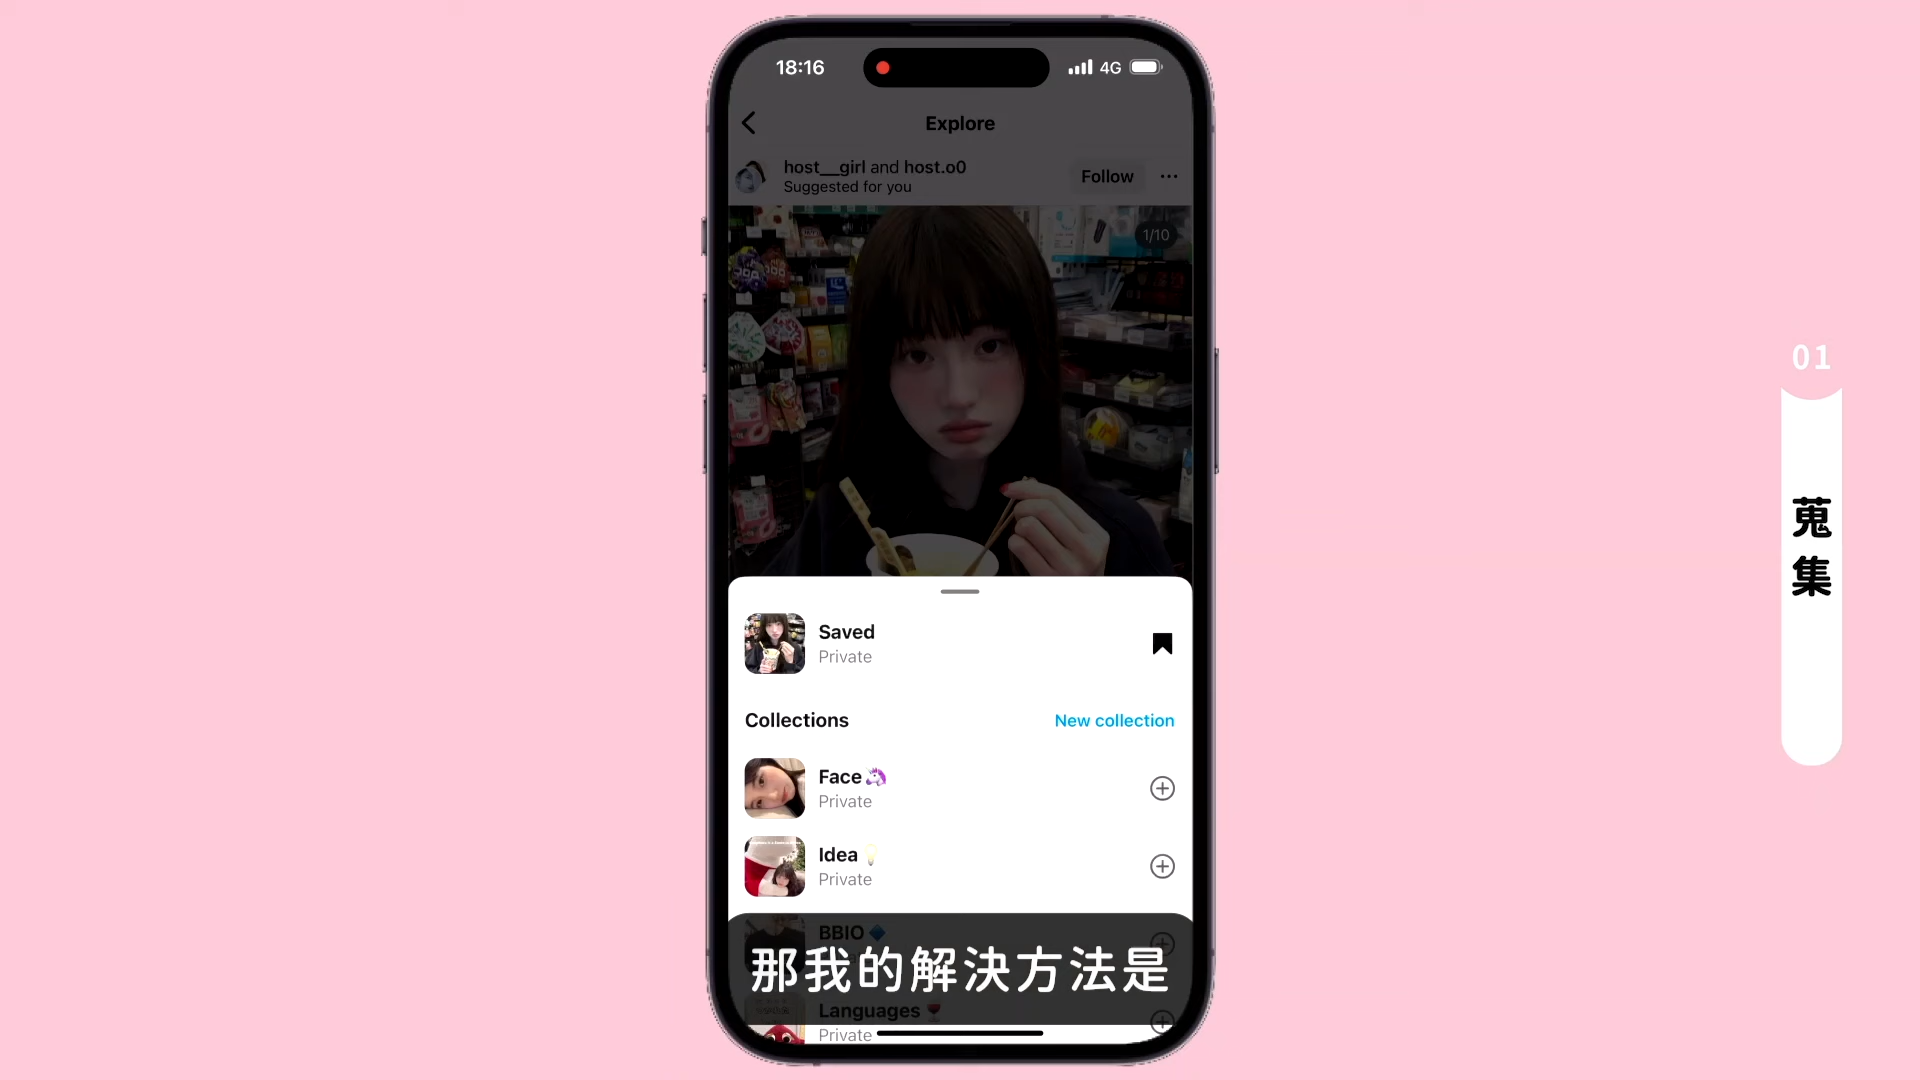 18:16
4G
Explore
host__girl and host.o0
Suggested for you
Follow
1/10
Saved
Private
Collections
New collection
Face🦄
Private
Idea💡
Private
BBIO🔷
那我的解決方法是
Languages🍷
Private
01
蒐集